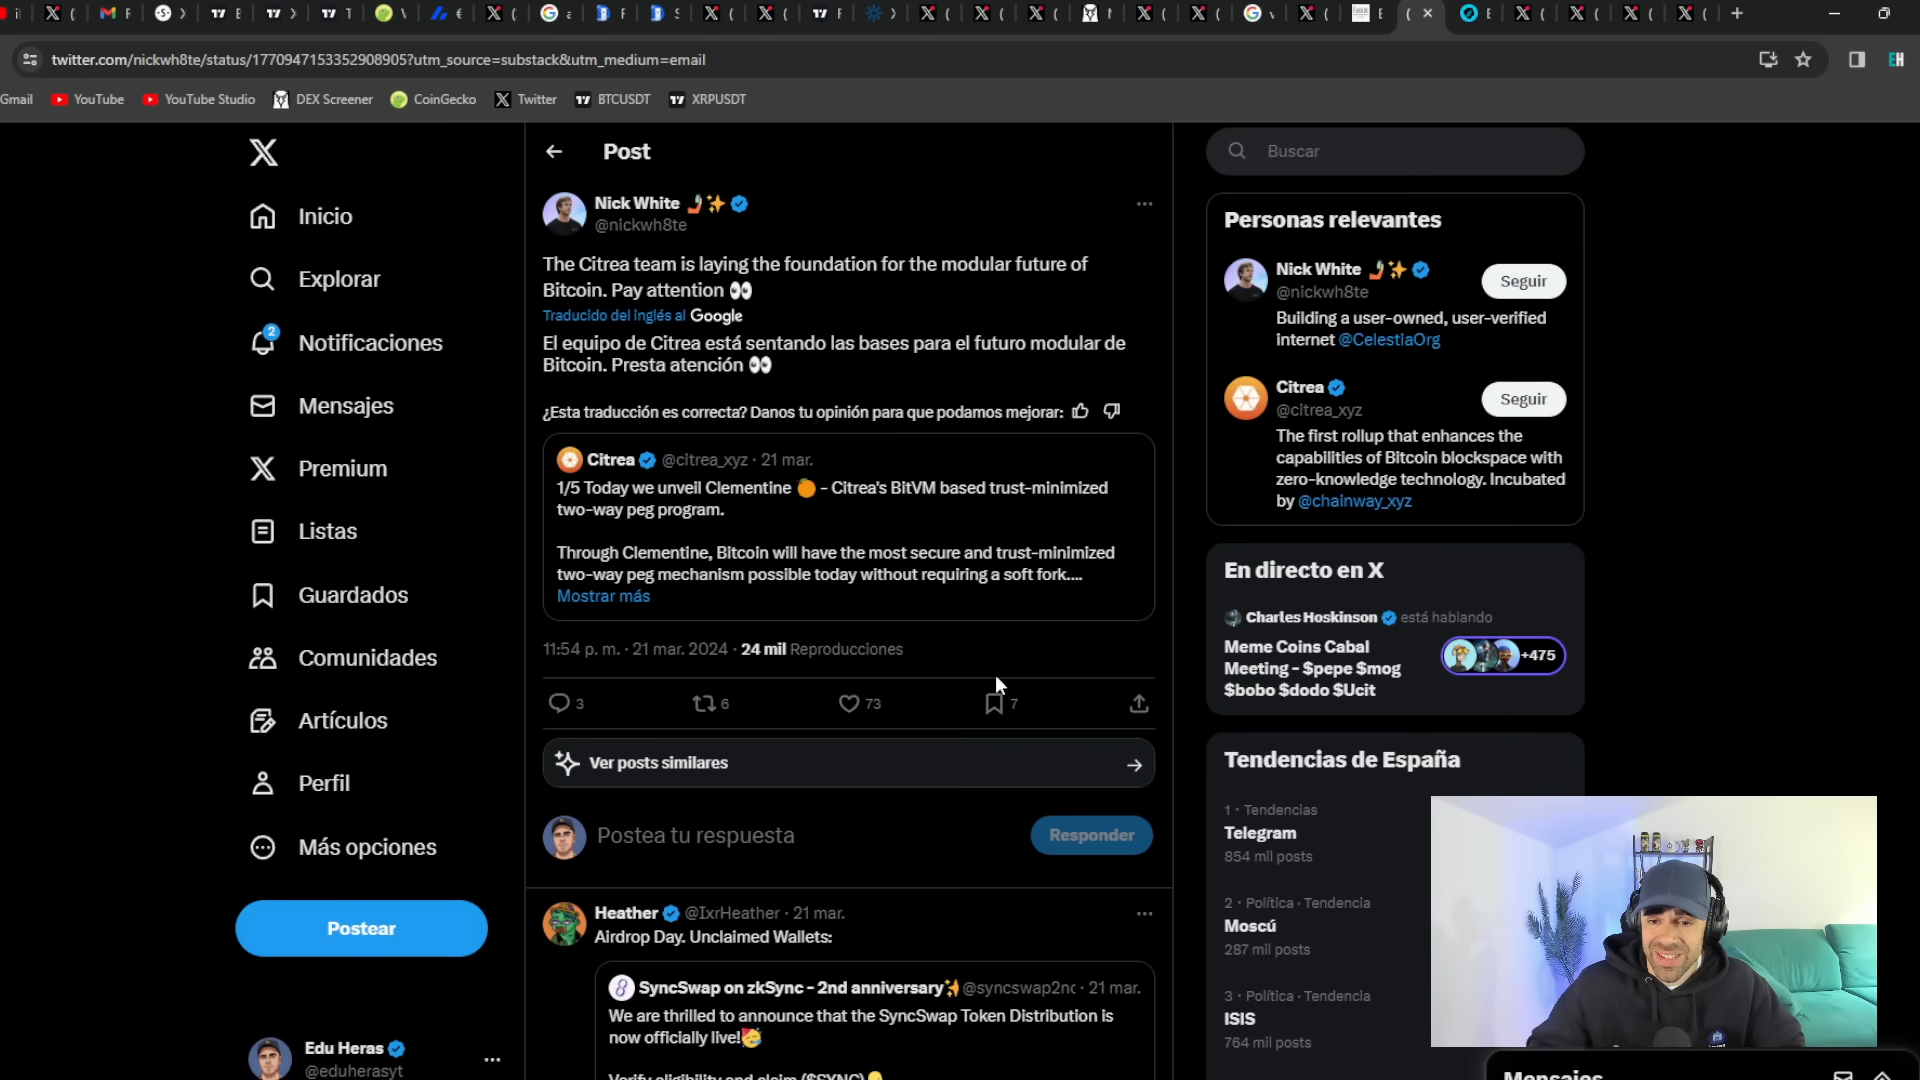 twitter.com/nickwh8te/status/1770947153352908905?utm_source=substack&utm_medium=email
Gmail
YouTube
YouTube Studio
DEX Screener
CoinGecko
Twitter
BTCUSDT
XRPUSDT
Inicio
Explorar
2
Notificaciones
Mensajes
Premium
Listas
Guardados
Comunidades
Artículos
Perfil
Más opciones
Postear
Edu Heras
@eduherasyt
Post
Nick White
@nickwh8te
The Citrea team is laying the foundation for the modular future of
Bitcoin. Pay attention 👀
Traducido del inglés al Google
El equipo de Citrea está sentando las bases para el futuro modular de
Bitcoin. Presta atención 👀
¿Esta traducción es correcta? Danos tu opinión para que podamos mejorar:
Citrea @citrea_xyz · 21 mar.
1/5 Today we unveil Clementine 🍊 - Citrea's BitVM based trust-minimized
two-way peg program.
Through Clementine, Bitcoin will have the most secure and trust-minimized
two-way peg mechanism possible today without requiring a soft fork....
Mostrar más
11:54 p. m. · 21 mar. 2024 · 24 mil Reproducciones
3
6
73
7
Ver posts similares
Postea tu respuesta
Responder
Heather @IxrHeather · 21 mar.
Airdrop Day. Unclaimed Wallets:
SyncSwap on zkSync - 2nd anniversary✨ @syncswap2nc · 21 mar.
We are thrilled to announce that the SyncSwap Token Distribution is
now officially live!🥳
Verify eligibility and claim ($SYNC)
Buscar
Personas relevantes
Nick White
@nickwh8te
Seguir
Building a user-owned, user-verified
internet @CelestiaOrg
Citrea
@citrea_xyz
Seguir
The first rollup that enhances the
capabilities of Bitcoin blockspace with
zero-knowledge technology. Incubated
by @chainway_xyz
En directo en X
Charles Hoskinson está hablando
Meme Coins Cabal
Meeting - $pepe $mog
$bobo $dodo $Ucit
+475
Tendencias de España
1 · Tendencias
Telegram
854 mil posts
2 · Política · Tendencia
Moscú
287 mil posts
3 · Política · Tendencia
ISIS
764 mil posts
Mensajes